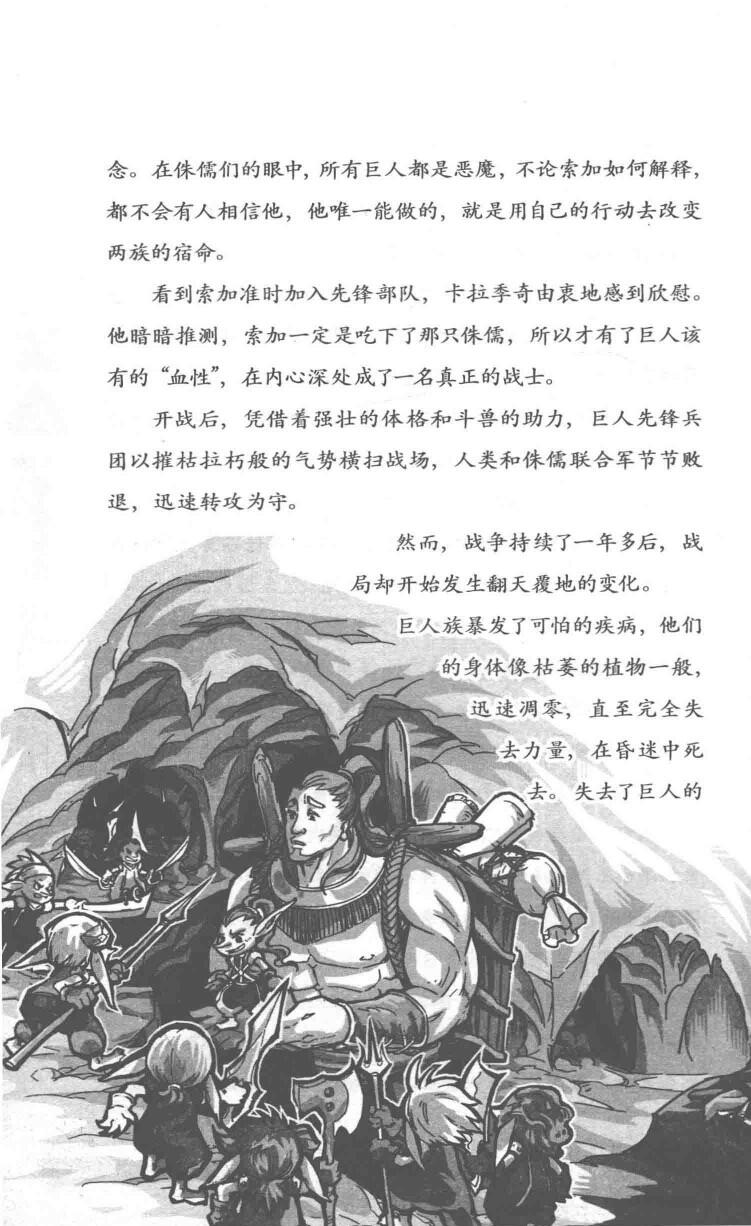 念。在侏儒们的眼中，所有巨人都是恶魔，不论索加如何解释，
都不会有人相信他，他唯一能做的，就是用自己的行动去改变
两族的宿命。
看到索加准时加入先锋部队，卡拉季奇由衷地感到欣慰。
他暗暗推测，索加一定是吃下了那只侏儒，所以才有了巨人该
有的“血性”，在内心深处成了一名真正的战士。
开战后，凭借着强壮的体格和斗兽的助力，巨人先锋兵
团以摧枯拉朽般的气势横扫战场，人类和侏儒联合军节节败
退，迅速转攻为守。
然而，战争持续了一年多后，战
局却开始发生翻天覆地的变化。
巨人族暴发了可怕的疾病，他们
的身体像枯萎的植物一般，
迅速凋零，直至完全失
去力量，在昏迷中死
去。失去了巨人的